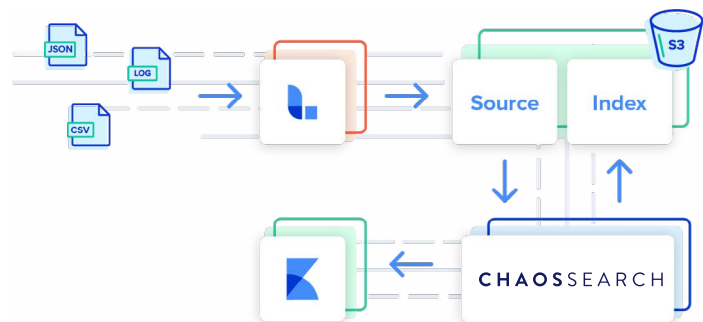 JSON
LOG
CSV
S3
Source
Index
CHAOSSEARCH